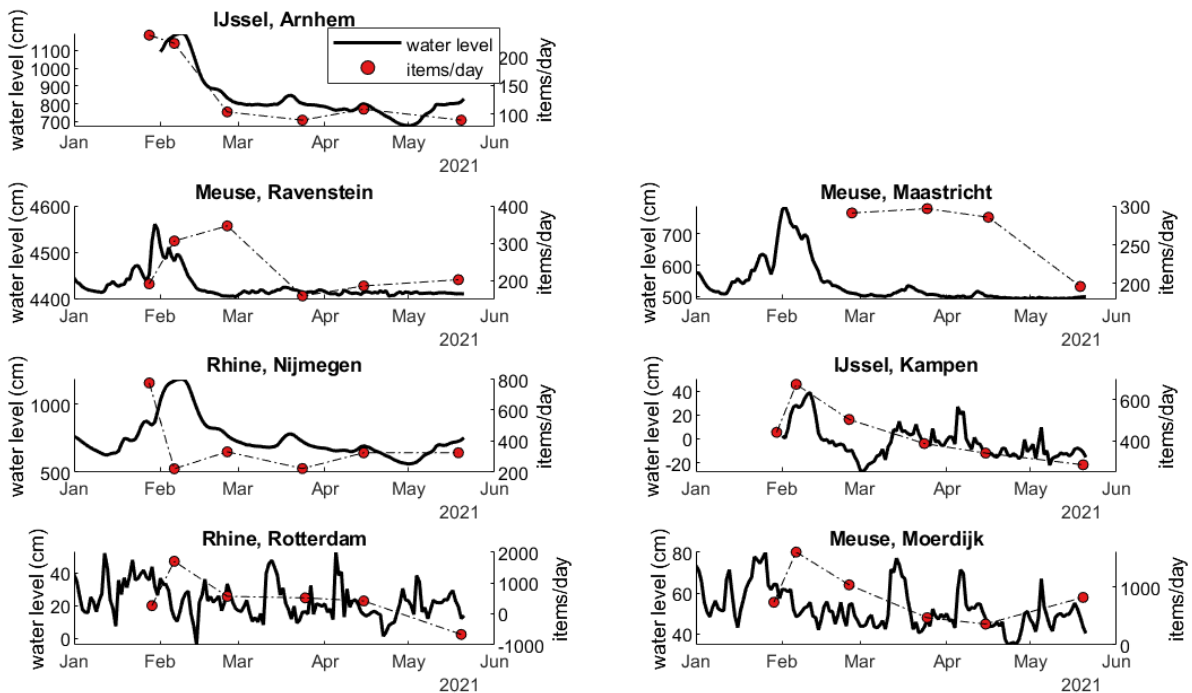 IJssel, Arnhem
water level (cm)
1100
1000
900
800
700
200
150
100
items/day
water level
items/day
Jan Feb Mar Apr May Jun
2021
Meuse, Ravenstein
water level (cm)
4600
4500
4400
400
300
200
items/day
Jan Feb Mar Apr May Jun
2021
Meuse, Maastricht
water level (cm)
700
600
500
300
250
200
items/day
Jan Feb Mar Apr May Jun
2021
Rhine, Nijmegen
water level (cm)
1000
500
800
600
400
200
items/day
Jan Feb Mar Apr May Jun
2021
IJssel, Kampen
water level (cm)
40
20
0
-20
600
400
items/day
Jan Feb Mar Apr May Jun
2021
Rhine, Rotterdam
water level (cm)
40
20
0
2000
1000
0
-1000
items/day
Jan Feb Mar Apr May Jun
2021
Meuse, Moerdijk
water level (cm)
80
60
40
1000
0
items/day
Jan Feb Mar Apr May Jun
2021